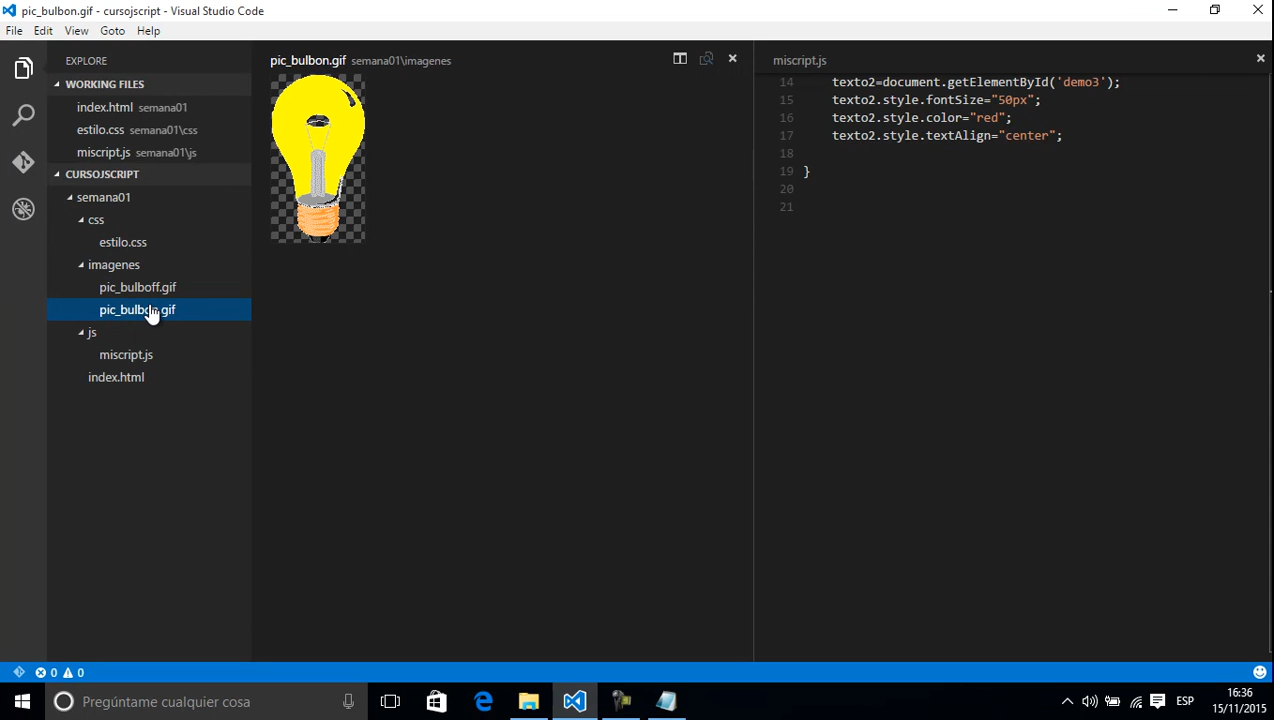 pic_bulbon.gif - cursojscript - Visual Studio Code
File Edit View Goto Help
EXPLORE
WORKING FILES
index.html semana01
estilo.css semana01\css
miscript.js semana01\js
CURSOJSCRIPT
semana01
css
estilo.css
imagenes
pic_bulboff.gif
pic_bulbon.gif
js
miscript.js
index.html
pic_bulbon.gif semana01\imagenes
miscript.js
14 texto2=document.getElementById('demo3');
15 texto2.style.fontSize="50px";
16 texto2.style.color="red";
17 texto2.style.textAlign="center";
18
19 }
20
21
0 0
Pregúntame cualquier cosa
ESP
16:36
15/11/2015